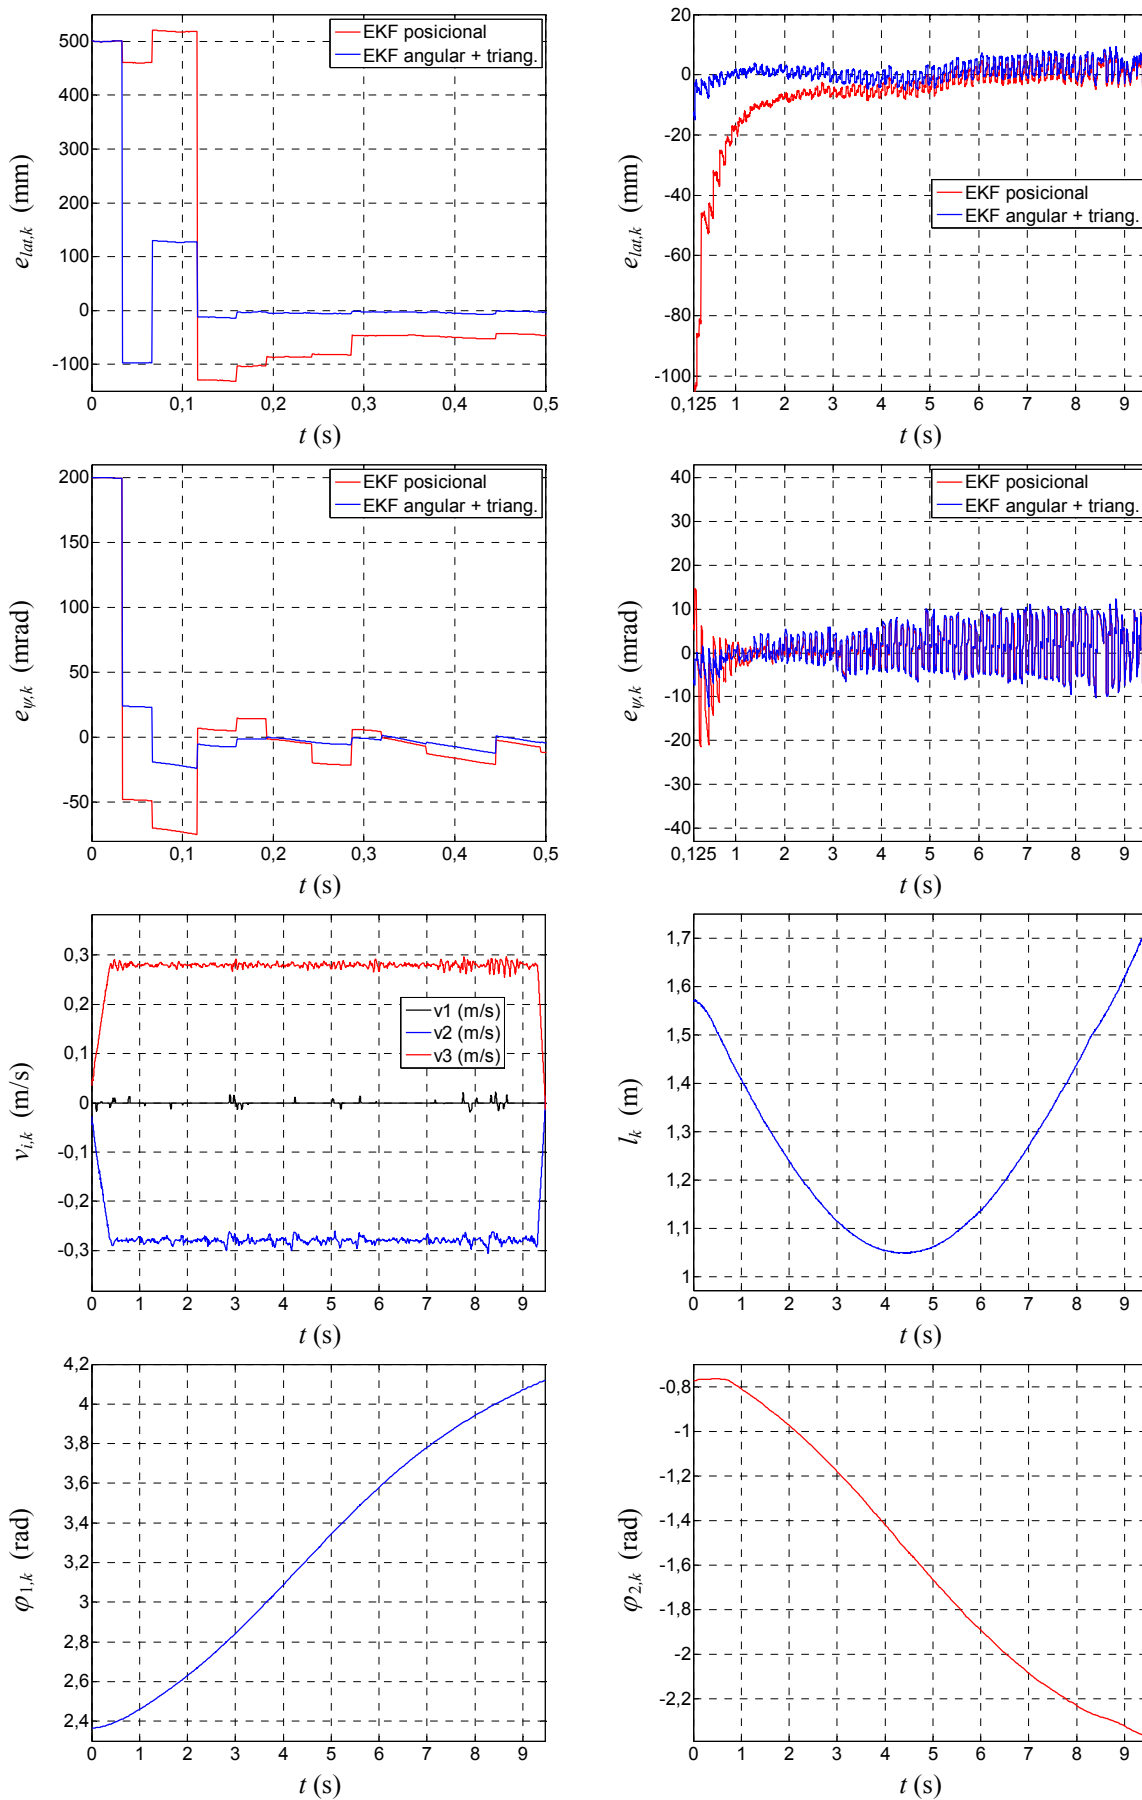 500
400
300
200
100
0
-100
e_lat,k (mm)
EKF posicional
EKF angular + triang.
0 0,1 0,2 0,3 0,4 0,5
t (s)
20
0
-20
-40
-60
-80
-100
e_lat,k (mm)
EKF posicional
EKF angular + triang.
0,125 1 2 3 4 5 6 7 8 9
t (s)
200
150
100
50
0
-50
e_ψ,k (mrad)
EKF posicional
EKF angular + triang.
0 0,1 0,2 0,3 0,4 0,5
t (s)
40
30
20
10
0
-10
-20
-30
-40
e_ψ,k (mrad)
EKF posicional
EKF angular + triang.
0,125 1 2 3 4 5 6 7 8 9
t (s)
0,3
0,2
0,1
0
-0,1
-0,2
-0,3
v_i,k (m/s)
v1 (m/s)
v2 (m/s)
v3 (m/s)
0 1 2 3 4 5 6 7 8 9
t (s)
1,7
1,6
1,5
1,4
1,3
1,2
1,1
1
l_k (m)
0 1 2 3 4 5 6 7 8 9
t (s)
4,2
4
3,8
3,6
3,4
3,2
3
2,8
2,6
2,4
φ_1,k (rad)
0 1 2 3 4 5 6 7 8 9
t (s)
-0,8
-1
-1,2
-1,4
-1,6
-1,8
-2
-2,2
φ_2,k (rad)
0 1 2 3 4 5 6 7 8 9
t (s)